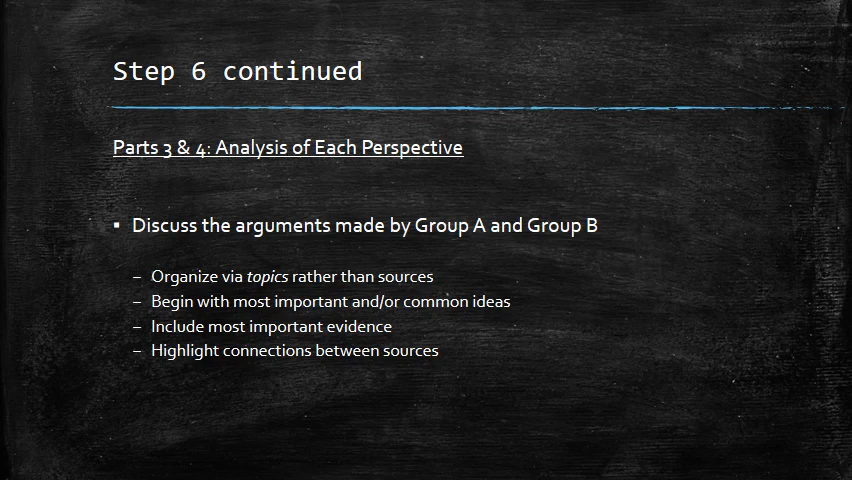 Step 6 continued
Parts 3 & 4: Analysis of Each Perspective
▪ Discuss the arguments made by Group A and Group B
– Organize via topics rather than sources
– Begin with most important and/or common ideas
– Include most important evidence
– Highlight connections between sources